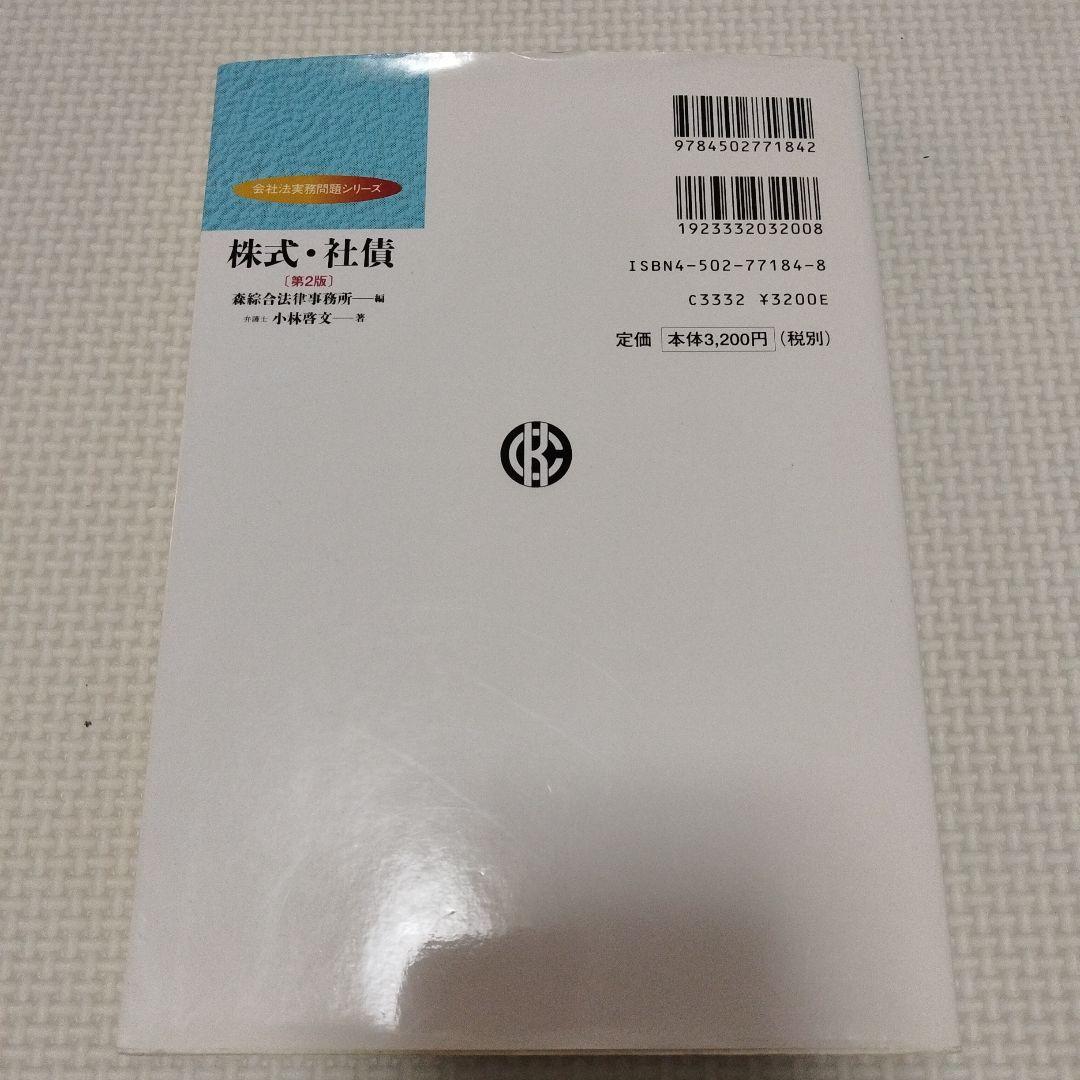 会社法実務問題シリーズ
株式・社債
〔第2版〕
森綜合法律事務所──編
弁護士 小林啓文──著
9784502771842
1923332032008
ISBN4-502-77184-8
C3332 ¥3200E
定価 本体3,200円 (税別)
CKC